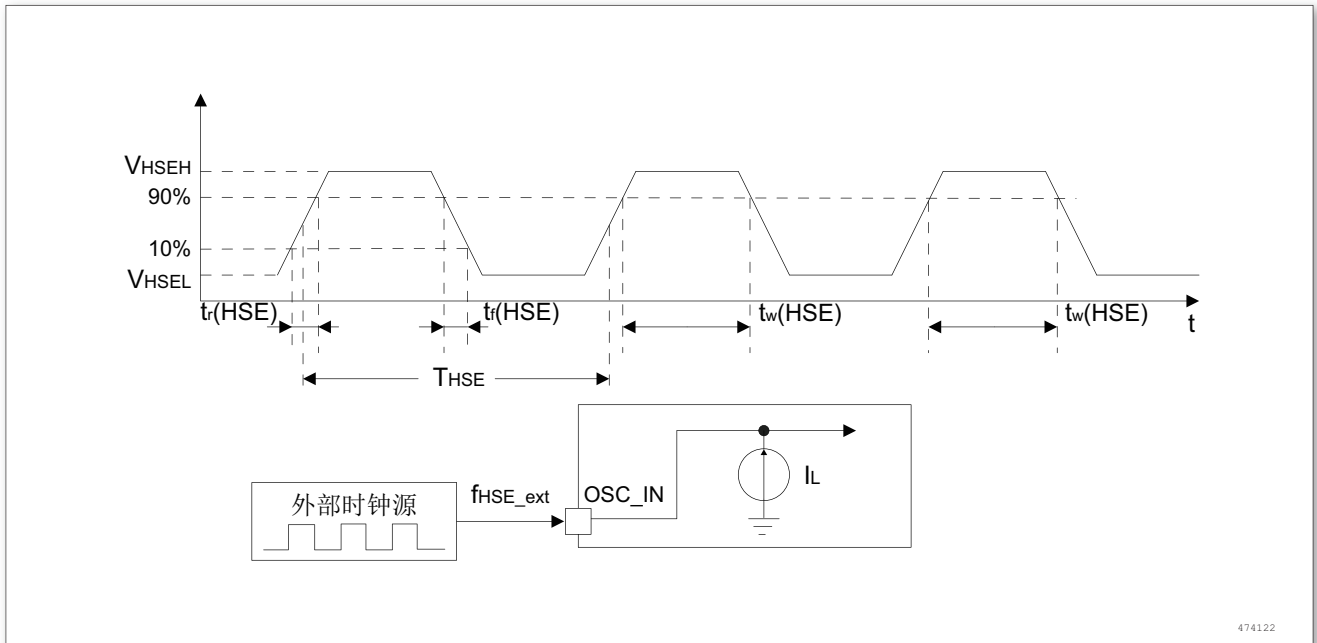 VHSEH
90%
10%
VHSEL
tr(HSE)
tf(HSE)
tw(HSE)
tw(HSE)
t
THSE
外部时钟源
fHSE_ext
OSC_IN
IL
474122